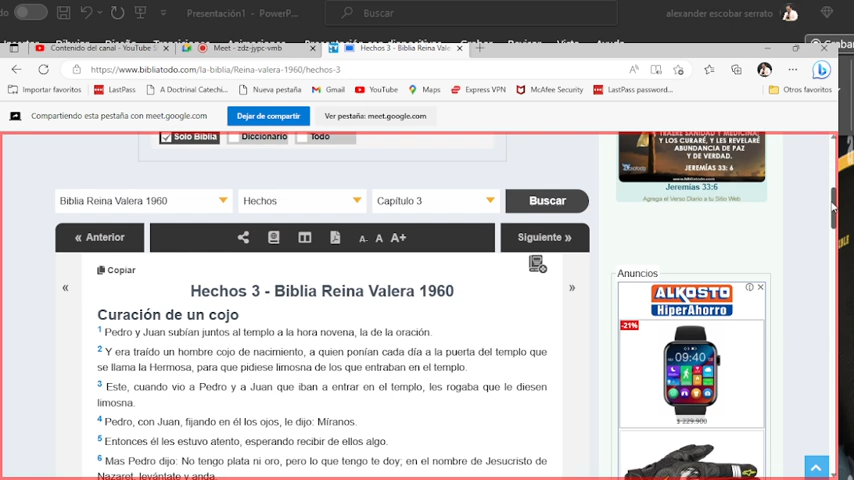 Presentación1 - PowerP...
Buscar
alexander escobar serrato
Contenido del canal - YouTube S
Meet - zdz-jypc-vmb
Hechos 3 - Biblia Reina Valera
https://www.bibliatodo.com/la-biblia/Reina-valera-1960/hechos-3
Importar favoritos
LastPass
A Doctrinal Catechi...
Nueva pestaña
Gmail
YouTube
Maps
Express VPN
McAfee Security
LastPass password...
Otros favoritos
Compartiendo esta pestaña con meet.google.com
Dejar de compartir
Ver pestaña: meet.google.com
Solo Biblia
Diccionario
Todo
TRAERÉ SANIDAD Y MEDICINA;
Y LOS CURARÉ, Y LES REVELARÉ
ABUNDANCIA DE PAZ
Y DE VERDAD.
JEREMÍAS 33: 6
www.bibliatodo.com
Jeremías 33:6
Agrega el Verso Diario a tu Sitio Web
Biblia Reina Valera 1960
Hechos
Capítulo 3
Buscar
« Anterior
A-
A
A+
Siguiente »
Copiar
«
»
Hechos 3 - Biblia Reina Valera 1960
Curación de un cojo
1 Pedro y Juan subían juntos al templo a la hora novena, la de la oración.
2 Y era traído un hombre cojo de nacimiento, a quien ponían cada día a la puerta del templo que
se llama la Hermosa, para que pidiese limosna de los que entraban en el templo.
3 Este, cuando vio a Pedro y a Juan que iban a entrar en el templo, les rogaba que le diesen
limosna.
4 Pedro, con Juan, fijando en él los ojos, le dijo: Míranos.
5 Entonces él les estuvo atento, esperando recibir de ellos algo.
6 Mas Pedro dijo: No tengo plata ni oro, pero lo que tengo te doy; en el nombre de Jesucristo de
Nazaret, levántate y anda.
Anuncios
ALKOSTO
HiperAhorro
-21%
09:40
$ 229.900